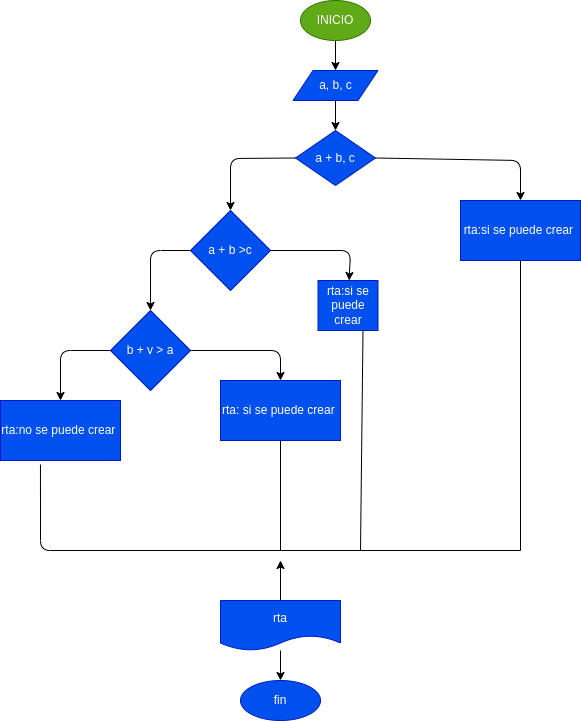 INICIO
a, b, c
a + b, c
rta:si se puede crear
a + b >c
rta:si se
puede
crear
b + v > a
rta: si se puede crear
rta:no se puede crear
rta
fin